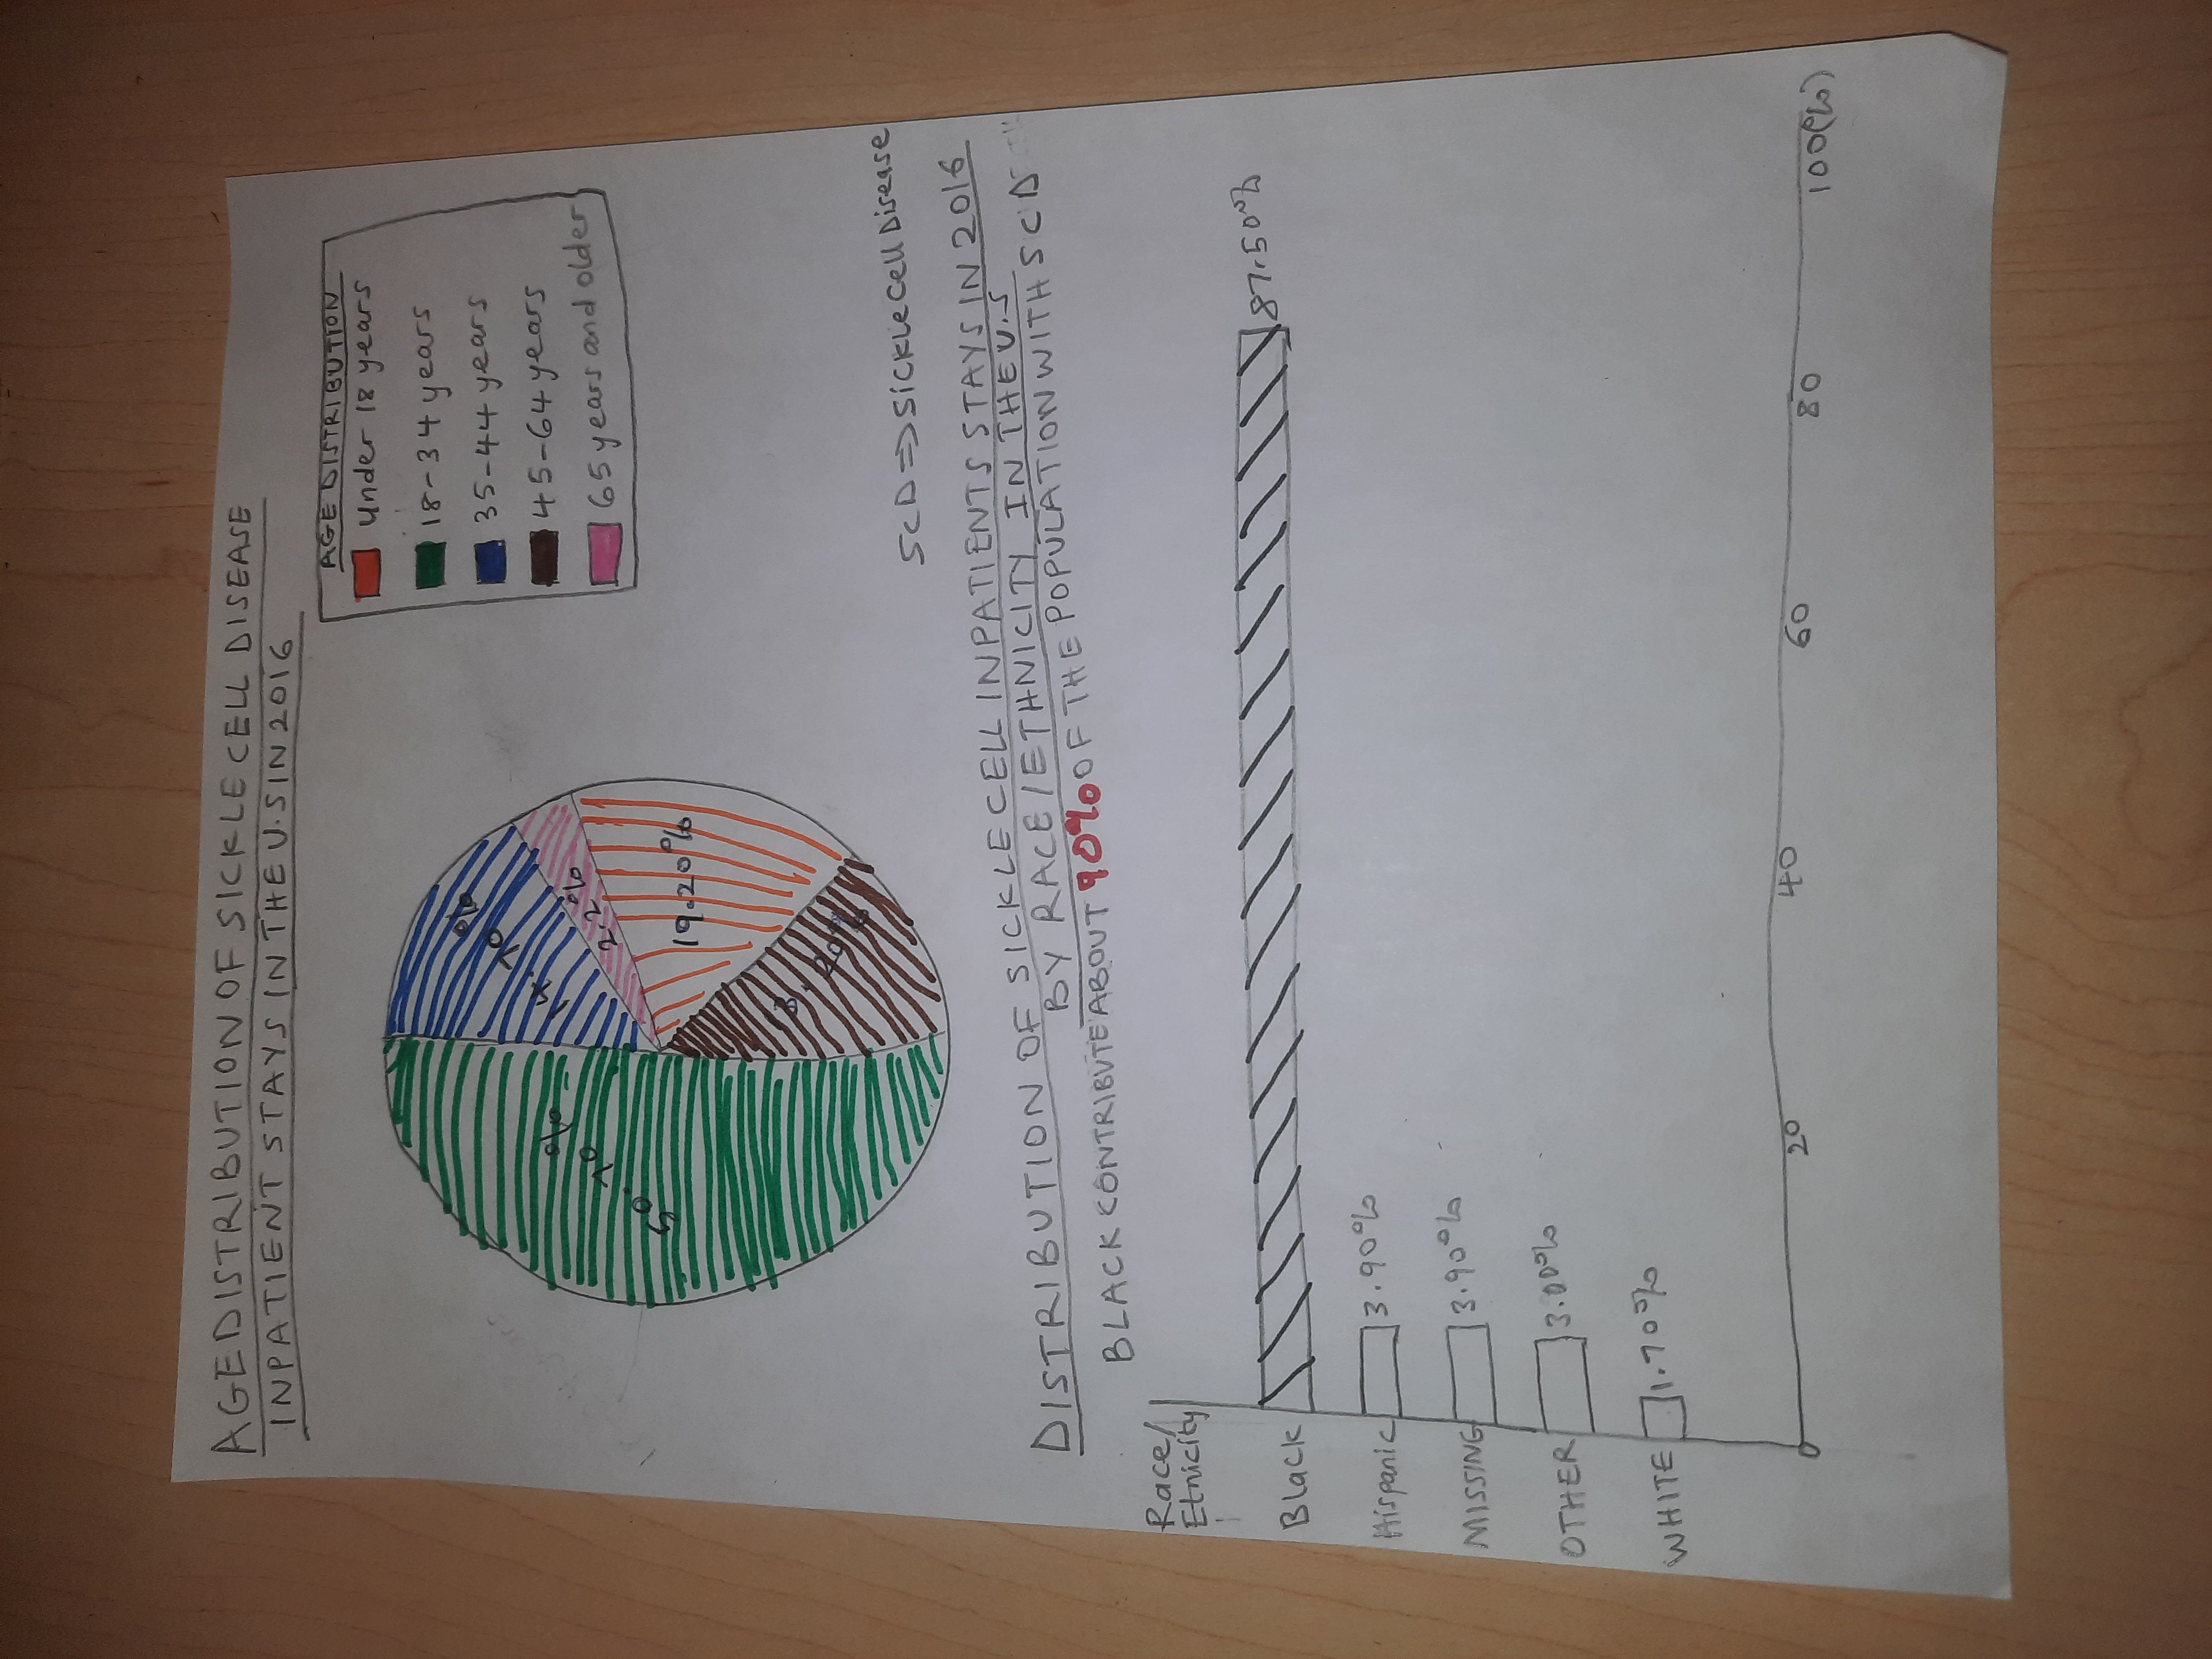 AGE DISTRIBUTION OF SICKLE CELL DISEASE
INPATIENT STAYS IN THE U.S IN 2016
AGE DISTRIBUTION
Under 18 years
18-34 years
35-44 years
45-64 years
65 years and older
50.70%
14.70%
2.2%
19.20%
13.20%
SCD => Sickle Cell Disease
DISTRIBUTION OF SICKLE CELL INPATIENTS STAYS IN 2016
BY RACE/ETHNICITY IN THE U.S
BLACK CONTRIBUTE ABOUT 90% OF THE POPULATION WITH SCD
Race/
Etnicity
Black
87.50%
Hispanic
3.90%
MISSING
3.90%
OTHER
3.00%
WHITE
1.70%
0 20 40 60 80 100(%)